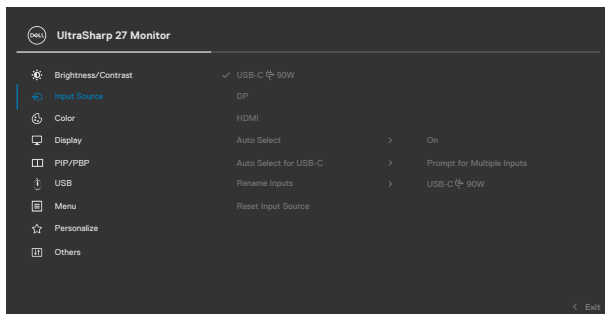 DELL UltraSharp 27 Monitor
Brightness/Contrast ✓ USB-C 90W
Input Source DP
Color HDMI
Display Auto Select > On
PIP/PBP Auto Select for USB-C > Prompt for Multiple Inputs
USB Rename Inputs > USB-C 90W
Menu Reset Input Source
Personalize
Others
< Exit